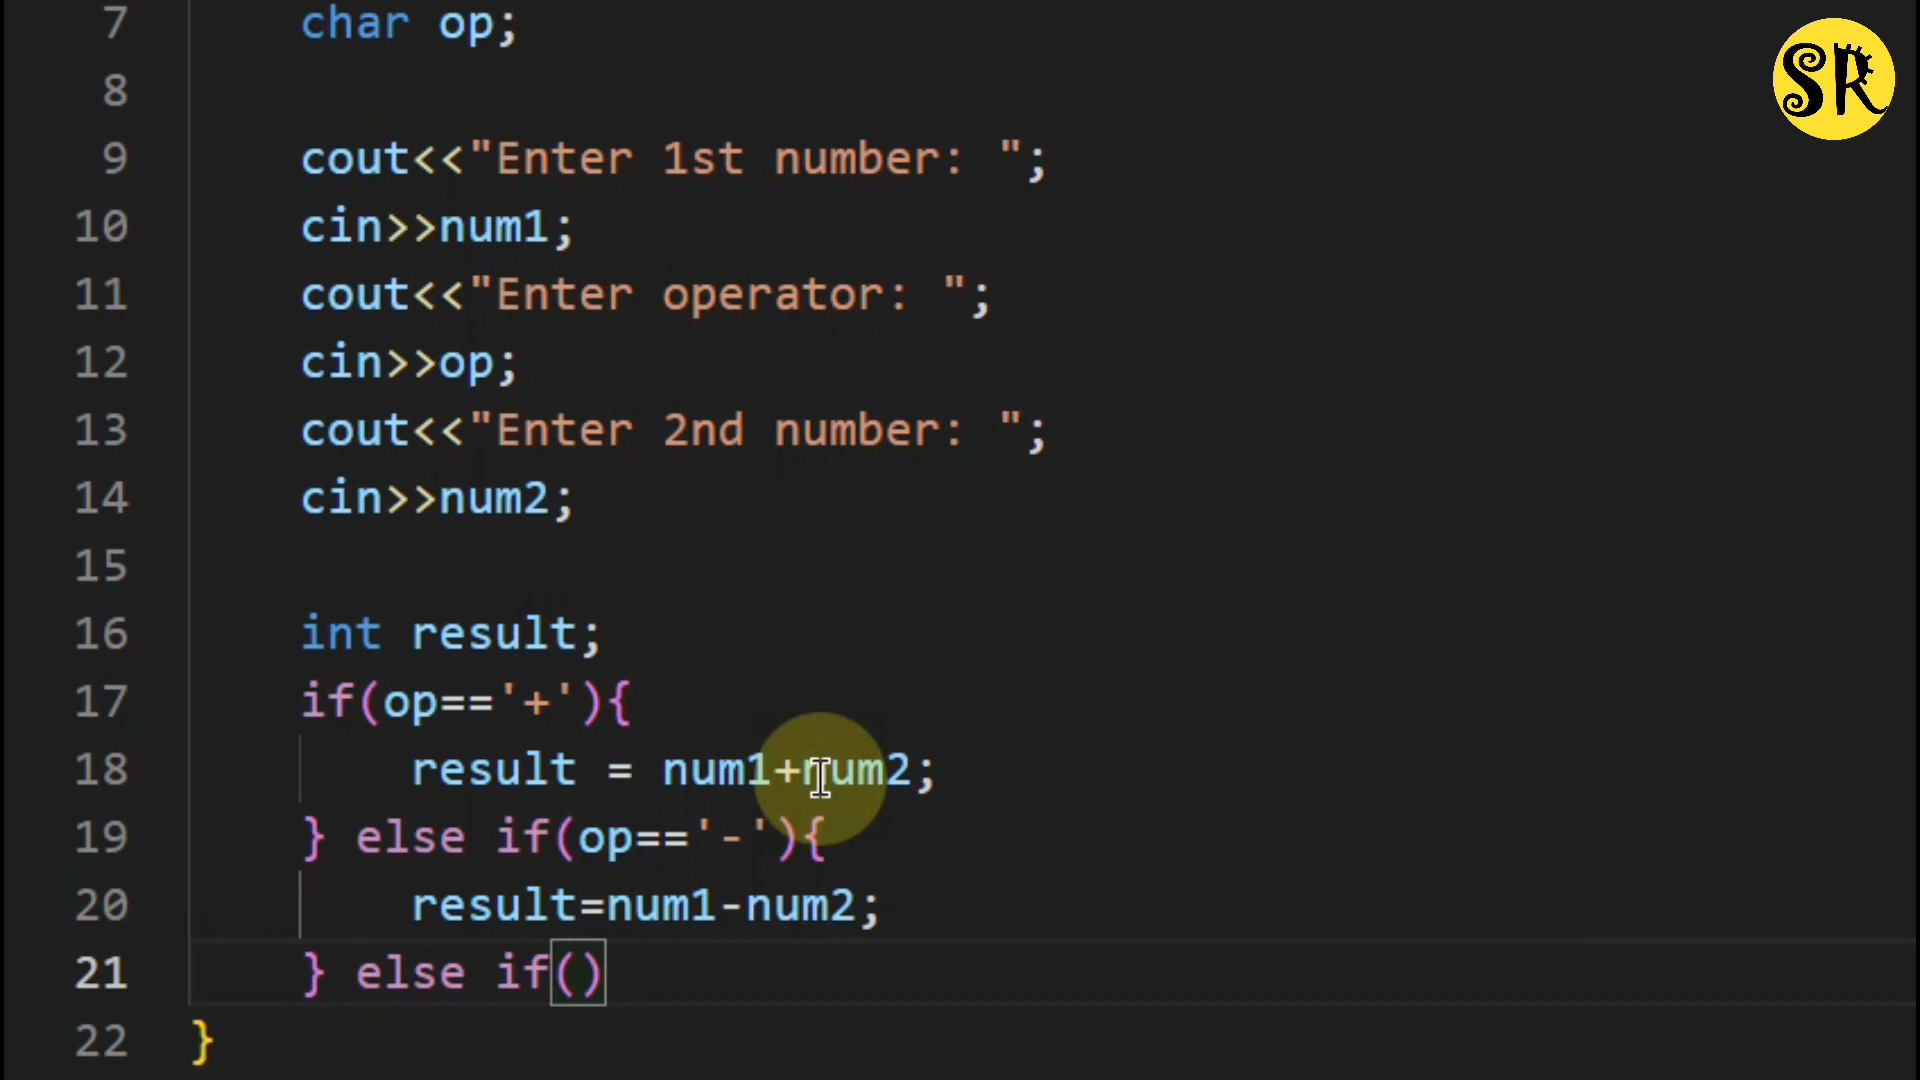 SR
7 char op;
8
9 cout<<"Enter 1st number: ";
10 cin>>num1;
11 cout<<"Enter operator: ";
12 cin>>op;
13 cout<<"Enter 2nd number: ";
14 cin>>num2;
15
16 int result;
17 if(op=='+'){
18 result = num1+num2;
19 } else if(op=='-'){
20 result=num1-num2;
21 } else if()
22 }